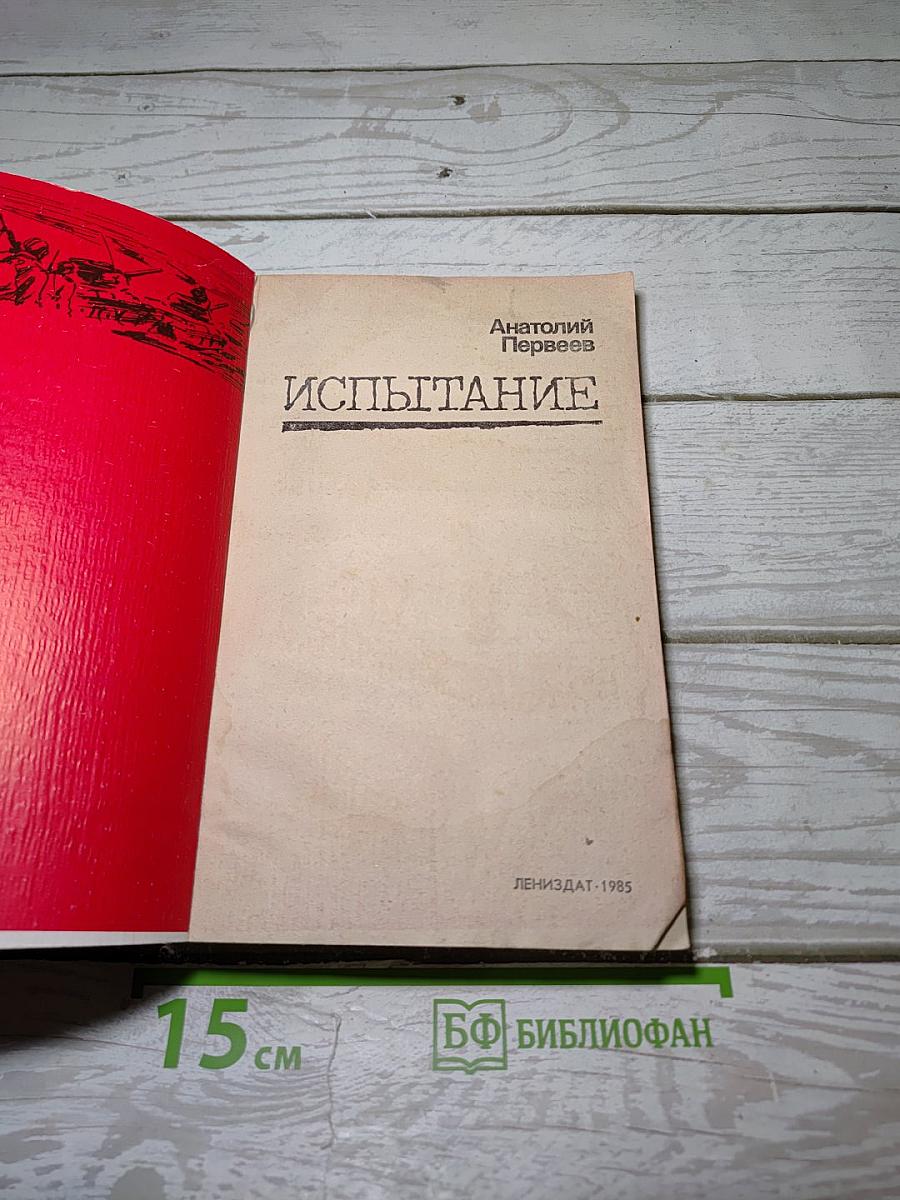 Анатолий
Первеев
ИСПЫТАНИЕ
ЛЕНИЗДАТ·1985
15 см
БФ БИБЛИОФАН